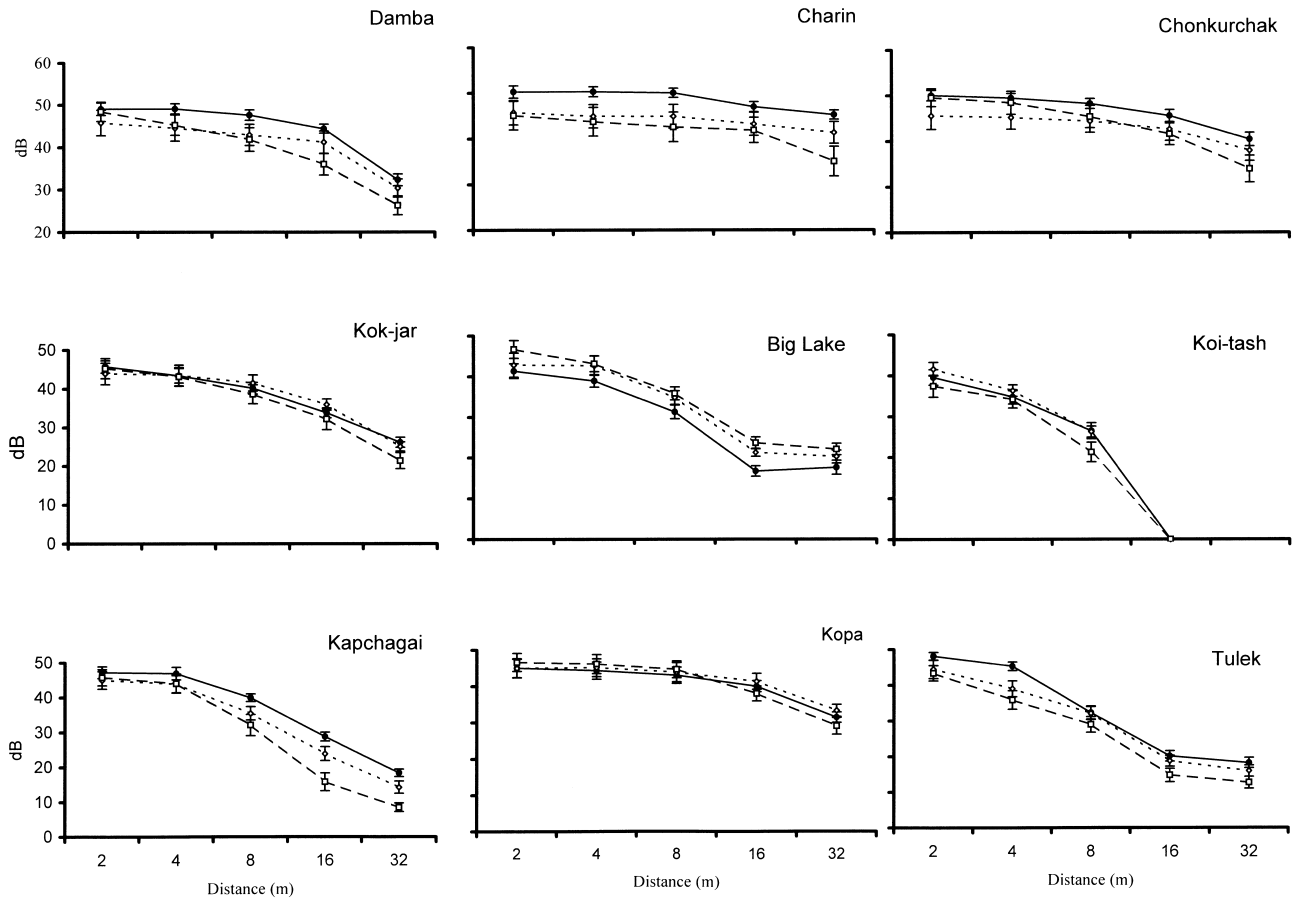 Damba
Charin
Chonkurchak
60
50
40
30
20
dB
Kok-jar
Big Lake
Koi-tash
50
40
30
20
10
0
dB
Kapchagai
Kopa
Tulek
50
40
30
20
10
0
dB
2 4 8 16 32
2 4 8 16 32
2 4 8 16 32
Distance (m)
Distance (m)
Distance (m)